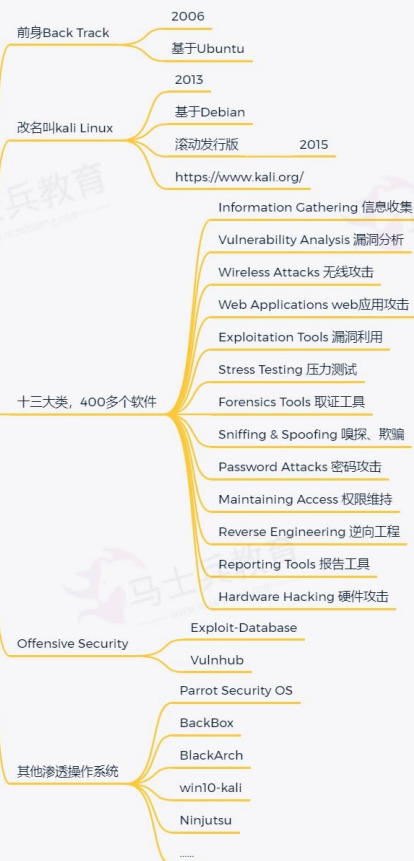 前身Back Track
2006
基于Ubuntu
改名叫kali Linux
2013
基于Debian
滚动发行版
2015
https://www.kali.org/
十三大类，400多个软件
Information Gathering 信息收集
Vulnerability Analysis 漏洞分析
Wireless Attacks 无线攻击
Web Applications web应用攻击
Exploitation Tools 漏洞利用
Stress Testing 压力测试
Forensics Tools 取证工具
Sniffing & Spoofing 嗅探、欺骗
Password Attacks 密码攻击
Maintaining Access 权限维持
Reverse Engineering 逆向工程
Reporting Tools 报告工具
Hardware Hacking 硬件攻击
Offensive Security
Exploit-Database
Vulnhub
其他渗透操作系统
Parrot Security OS
BackBox
BlackArch
win10-kali
Ninjutsu
......
士兵教育
马士兵教育